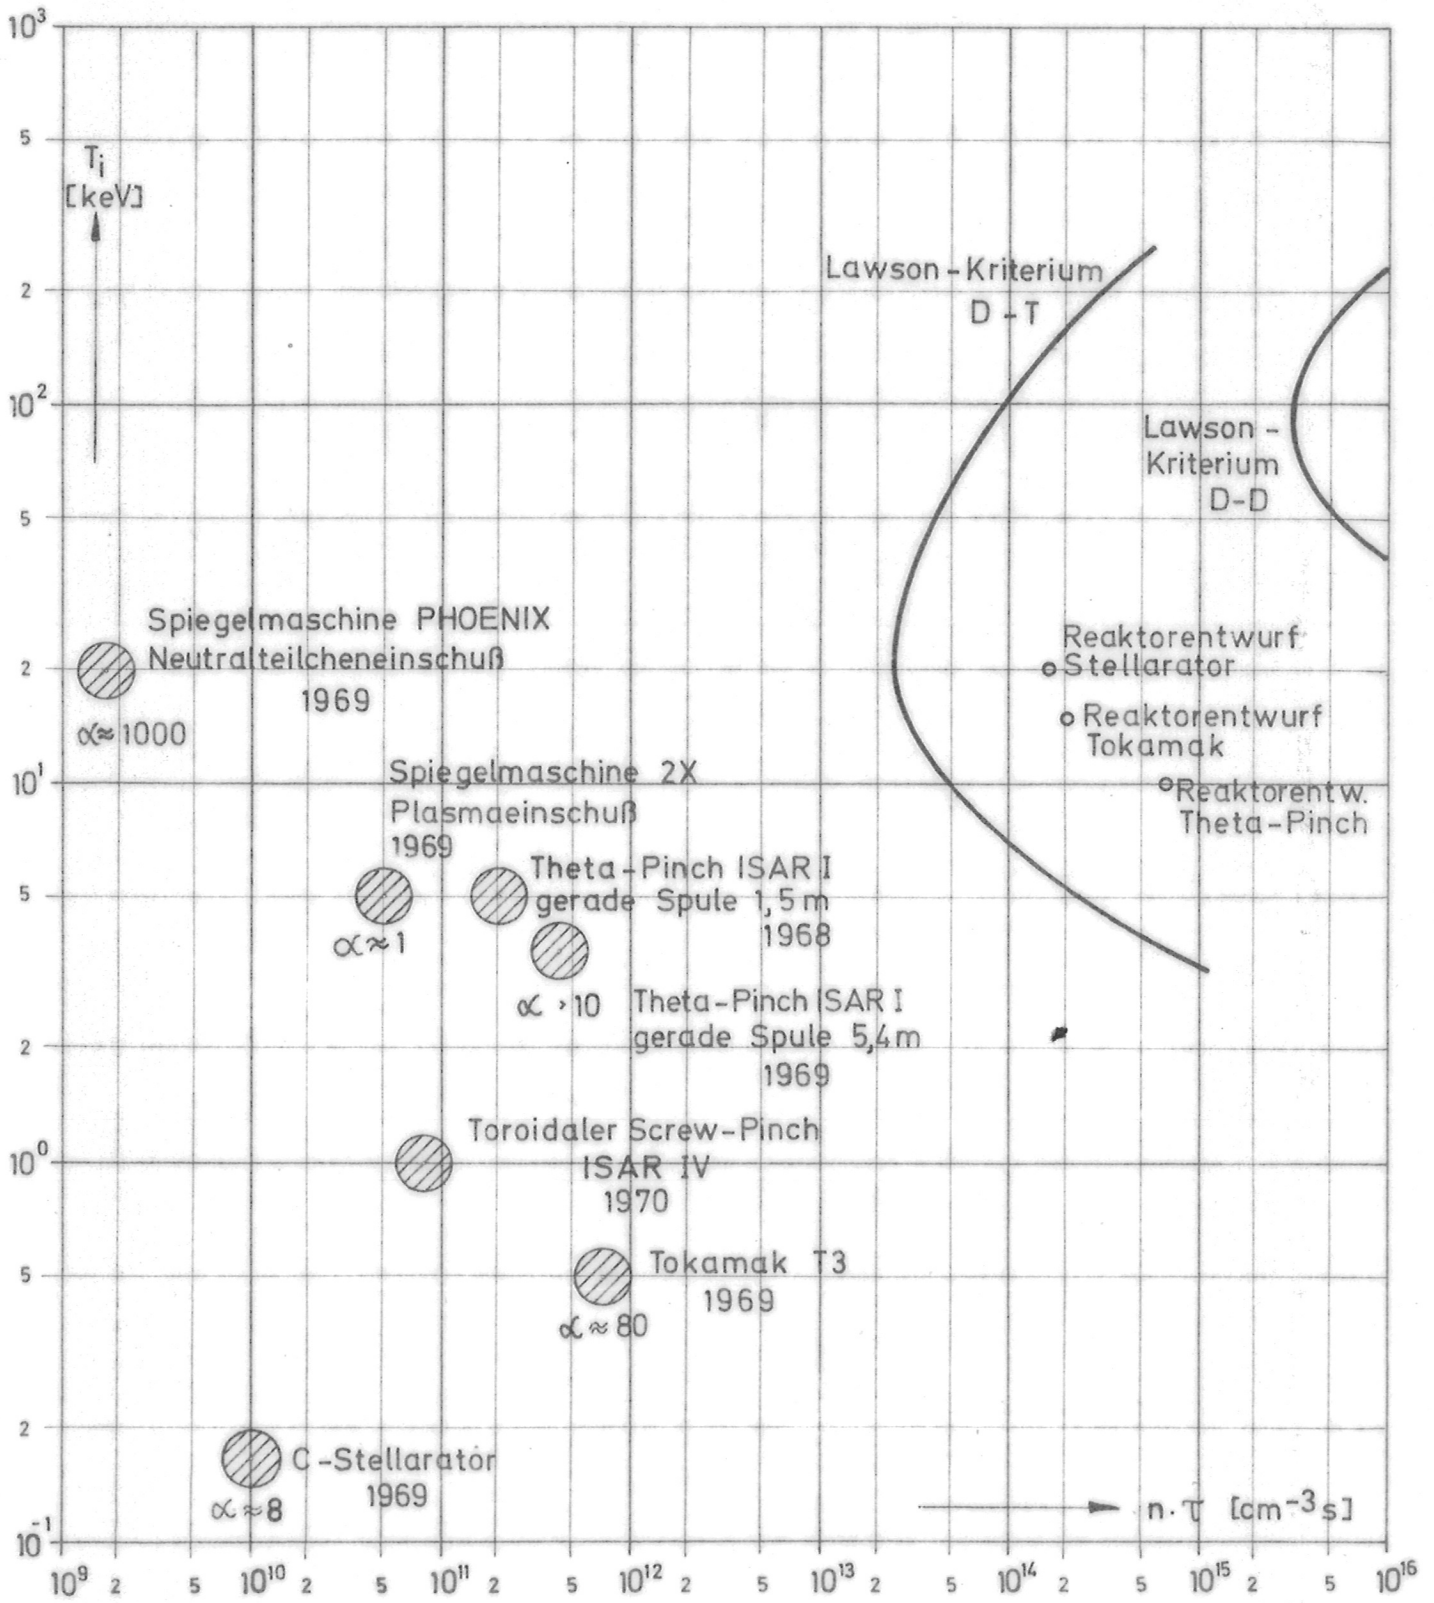 10³
5
Tᵢ
[keV]
2
10²
5
2
10¹
5
2
10⁰
5
2
10⁻¹
Lawson-Kriterium
D-T
Lawson-
Kriterium
D-D
Spiegelmaschine PHOENIX
Neutralteilcheneinschuß
1969
α≈1000
Reaktorentwurf
Stellarator
Reaktorentwurf
Tokamak
Reaktorentw.
Theta-Pinch
Spiegelmaschine 2X
Plasmaeinschuß
1969
α≈1
Theta-Pinch ISAR I
gerade Spule 1,5 m
1968
α > 10
Theta-Pinch ISAR I
gerade Spule 5,4 m
1969
Toroidaler Screw-Pinch
ISAR IV
1970
Tokamak T3
1969
α≈80
C-Stellarator
1969
α≈8
n·τ [cm⁻³s]
10⁹ 2 5 10¹⁰ 2 5 10¹¹ 2 5 10¹² 2 5 10¹³ 2 5 10¹⁴ 2 5 10¹⁵ 2 5 10¹⁶